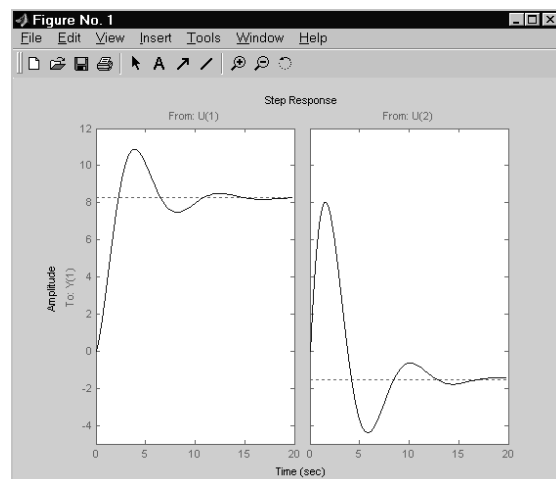 Figure No. 1
File Edit View Insert Tools Window Help
A
Step Response
From: U(1)
From: U(2)
12
10
8
6
4
2
0
-2
-4
Amplitude
To: Y(1)
0 5 10 15 20
0 5 10 15 20
Time (sec)